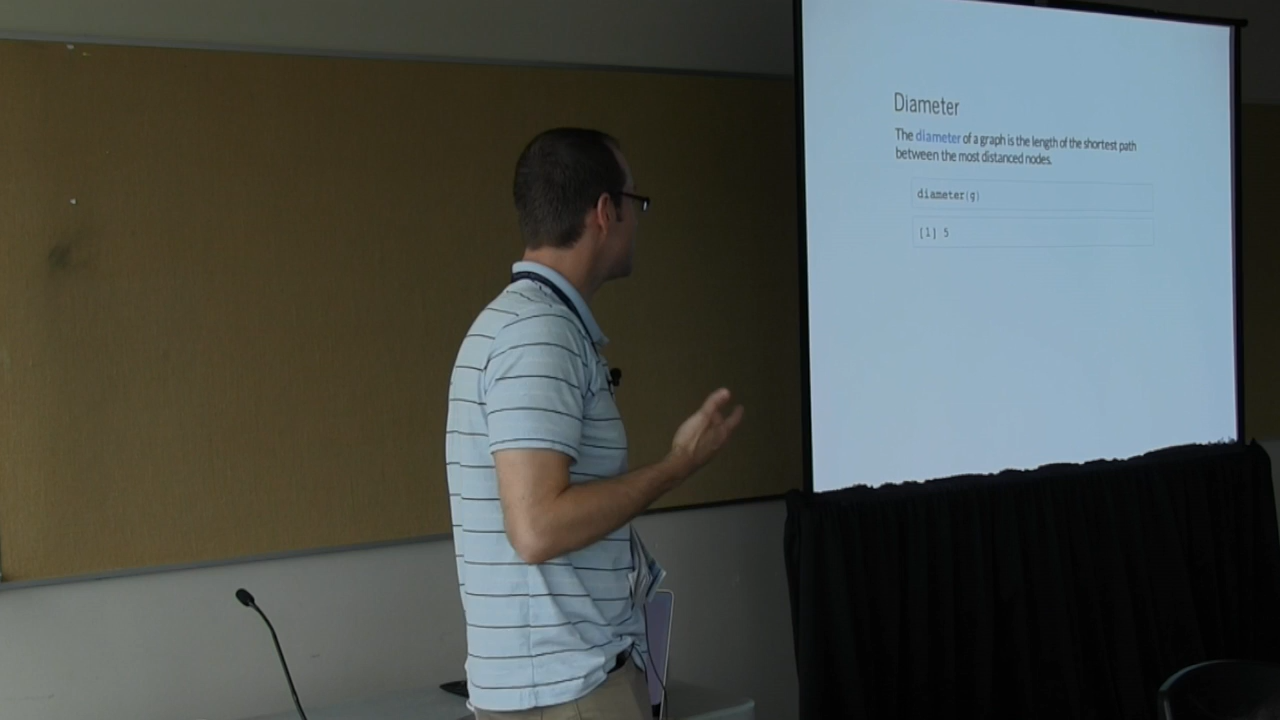 Diameter
The diameter of a graph is the length of the shortest path
between the most distanced nodes.
diameter(g)
[1] 5